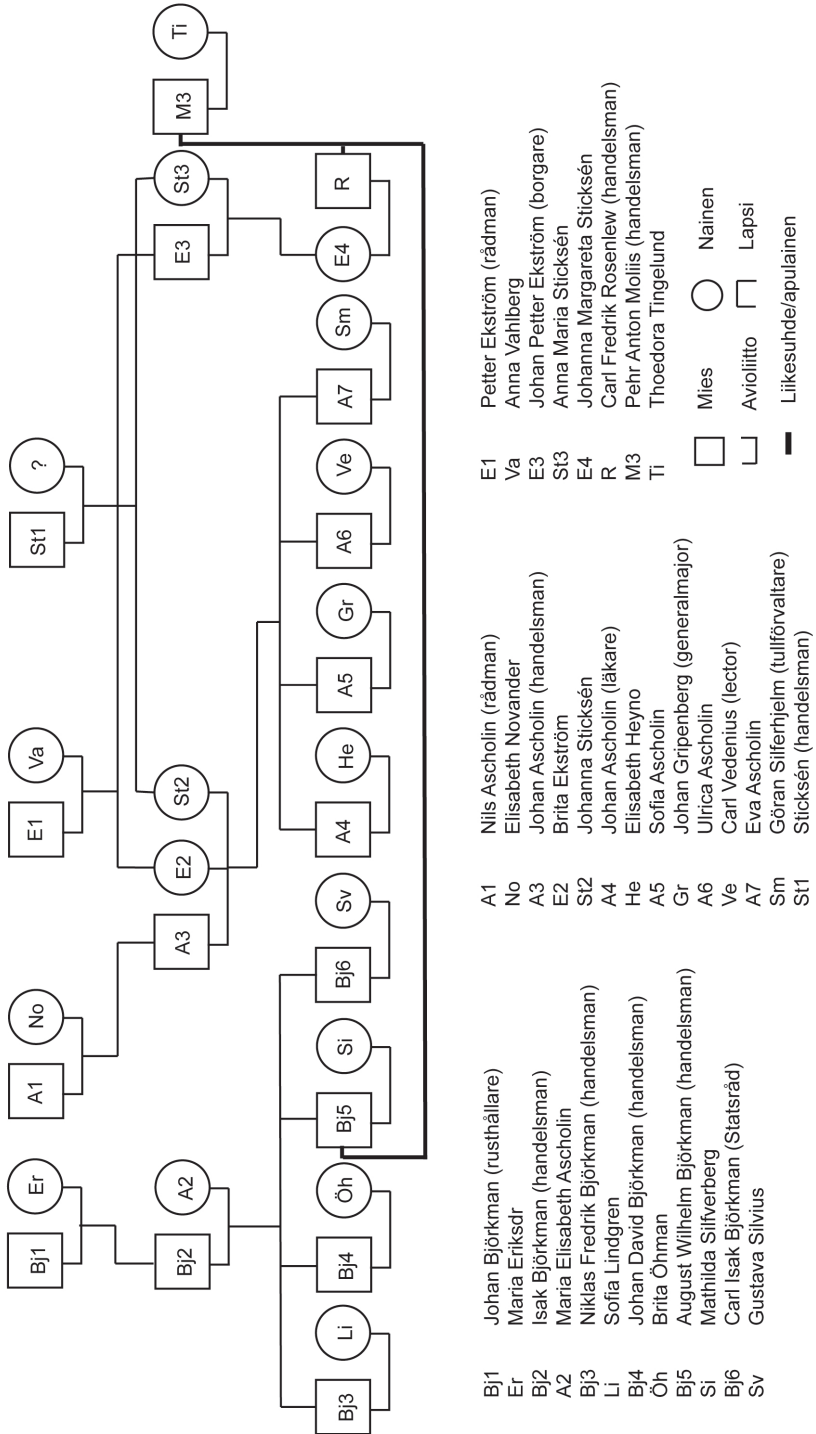 Bj1
Er
A1
No
E1
Va
St1
?
Bj2
A2
A3
E2
St2
E3
St3
M3
Ti
Bj3
Li
Bj4
Öh
Bj5
Si
Bj6
Sv
A4
He
A5
Gr
A6
Ve
A7
Sm
E4
R
Bj1 Johan Björkman (rusthållare)
Er Maria Eriksdr
Bj2 Isak Björkman (handelsman)
A2 Maria Elisabeth Ascholin
Bj3 Niklas Fredrik Björkman (handelsman)
Li Sofia Lindgren
Bj4 Johan David Björkman (handelsman)
Öh Brita Öhman
Bj5 August Wilhelm Björkman (handelsman)
Si Mathilda Silfverberg
Bj6 Carl Isak Björkman (Statsråd)
Sv Gustava Silvius
A1 Nils Ascholin (rådman)
No Elisabeth Novander
A3 Johan Ascholin (handelsman)
E2 Brita Ekström
St2 Johanna Sticksén
A4 Johan Ascholin (läkare)
He Elisabeth Heyno
A5 Sofia Ascholin
Gr Johan Gripenberg (generalmajor)
A6 Ulrica Ascholin
Ve Carl Vedenius (lector)
A7 Eva Ascholin
Sm Göran Silferhjelm (tullförvaltare)
St1 Sticksén (handelsman)
E1 Petter Ekström (rådman)
Va Anna Vahlberg
E3 Johan Petter Ekström (borgare)
St3 Anna Maria Sticksén
E4 Johanna Margareta Sticksén
R Carl Fredrik Rosenlew (handelsman)
M3 Pehr Anton Moliis (handelsman)
Ti Thoedora Tingelund
Mies
Nainen
Avioliitto
Lapsi
Liikesuhde/apulainen